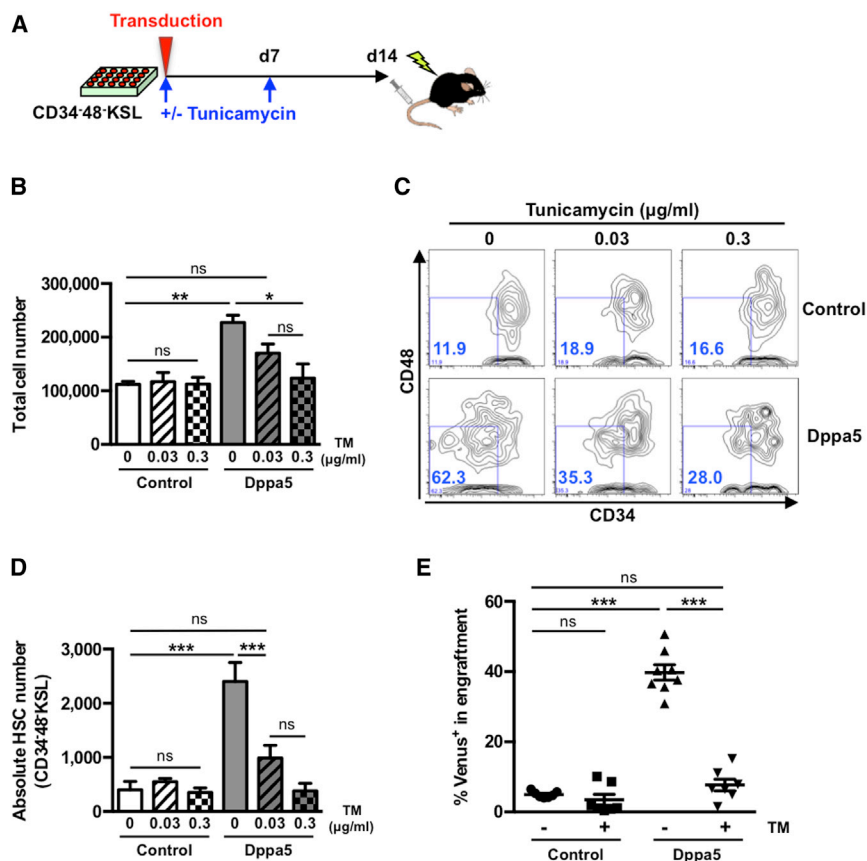 A
Transduction
d7
d14
CD34-48-KSL
+/- Tunicamycin
B
Total cell number
300,000
200,000
100,000
0
ns
**
*
ns
ns
0 0.03 0.3 0 0.03 0.3
TM
(µg/ml)
Control Dppa5
C
Tunicamycin (µg/ml)
0 0.03 0.3
CD48
11.9 18.9 16.6
Control
62.3 35.3 28.0
Dppa5
CD34
D
Absolute HSC number
(CD34-48-KSL)
3,000
2,000
1,000
0
ns
*** ***
ns
ns
0 0.03 0.3 0 0.03 0.3
TM
(µg/ml)
Control Dppa5
E
% Venus+ in engraftment
60
40
20
0
ns
*** ***
ns
- + - + TM
Control Dppa5